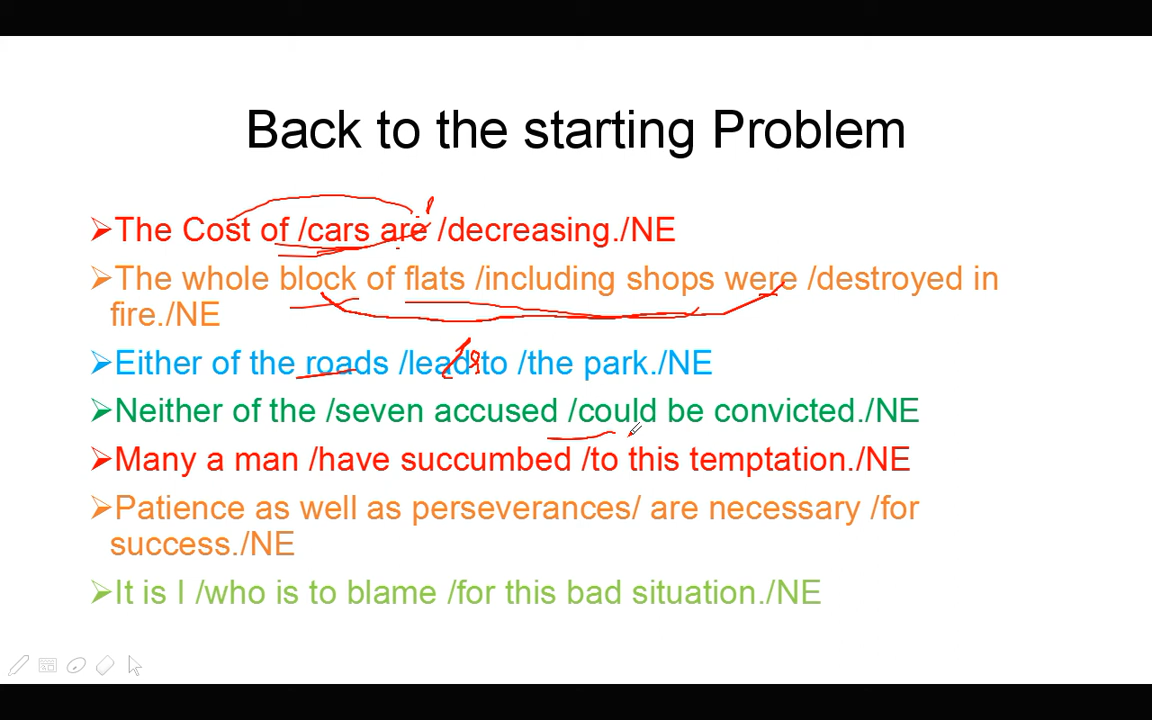 Back to the starting Problem
➢The Cost of /cars are /decreasing./NE
➢The whole block of flats /including shops were /destroyed in
fire./NE
➢Either of the roads /lead to /the park./NE
➢Neither of the /seven accused /could be convicted./NE
➢Many a man /have succumbed /to this temptation./NE
➢Patience as well as perseverances/ are necessary /for
success./NE
➢It is I /who is to blame /for this bad situation./NE